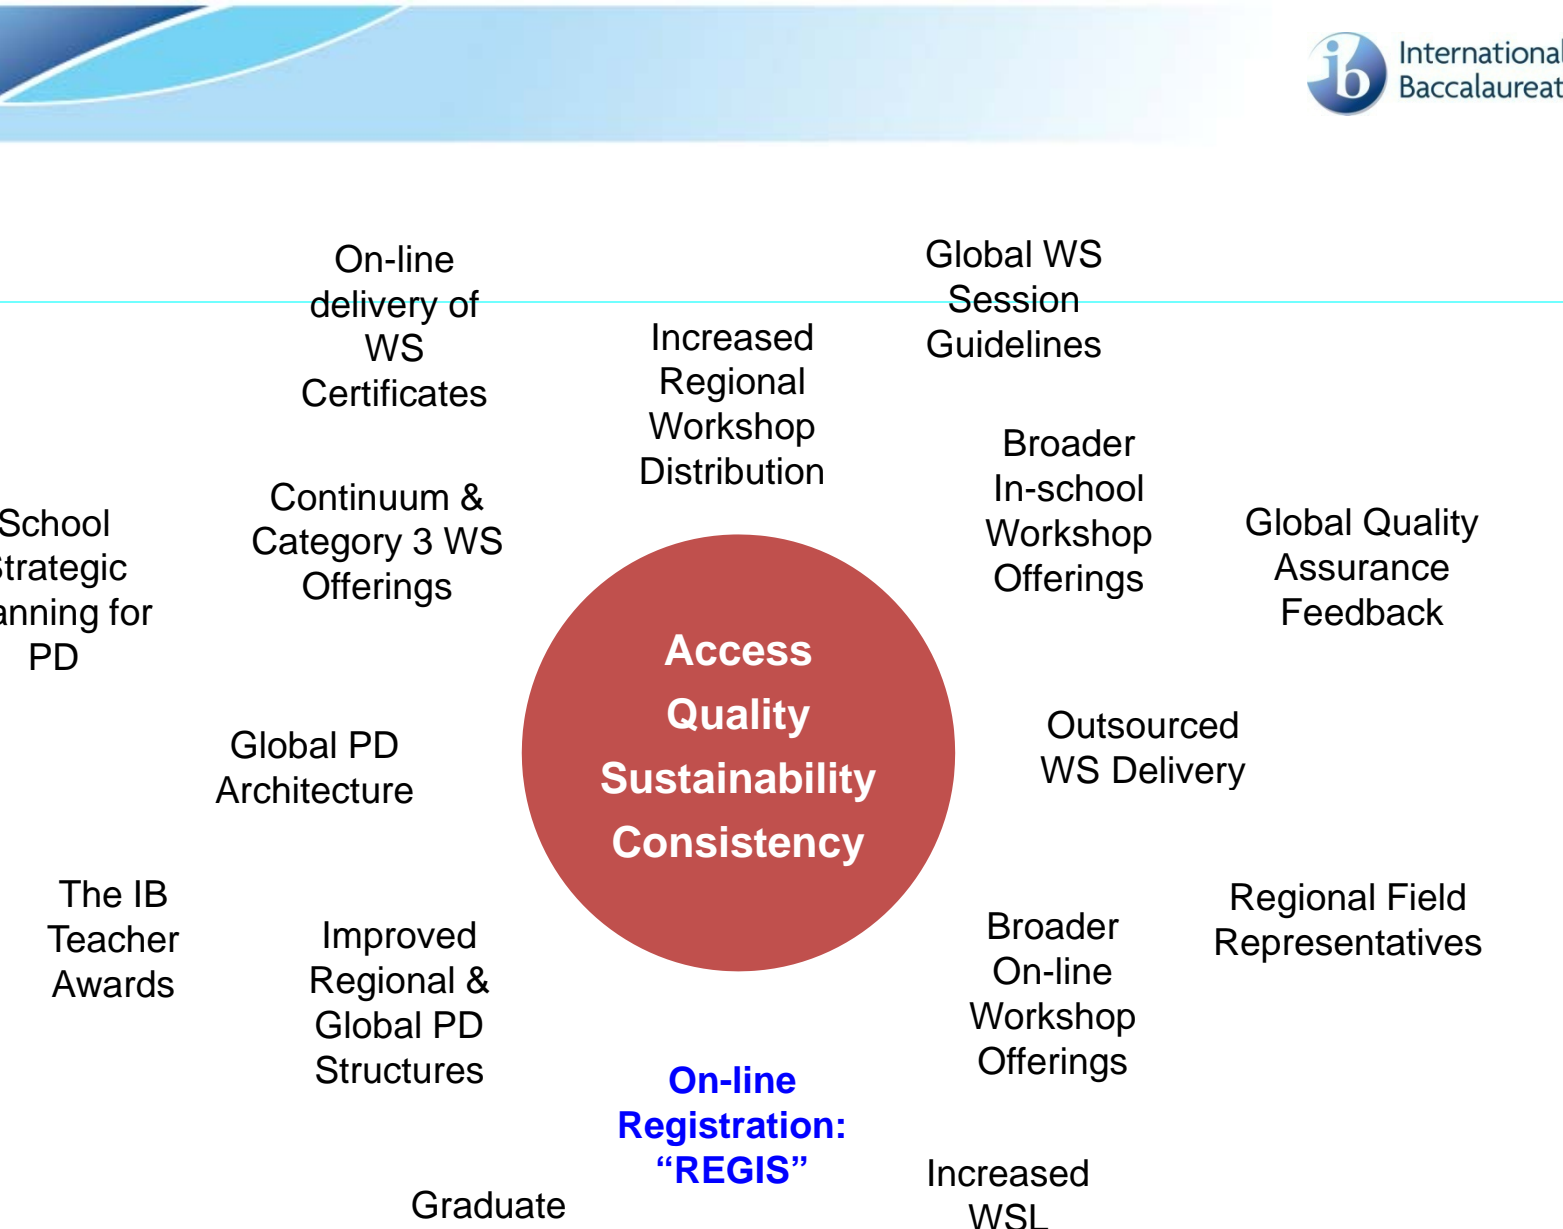 International
Baccalaureat
On-line
delivery of
WS
Certificates
Increased
Regional
Workshop
Distribution
Global WS
Session
Guidelines
School
trategic
anning for
PD
Continuum &
Category 3 WS
Offerings
Broader
In-school
Workshop
Offerings
Global Quality
Assurance
Feedback
Access
Quality
Sustainability
Consistency
Global PD
Architecture
Outsourced
WS Delivery
The IB
Teacher
Awards
Improved
Regional &
Global PD
Structures
Broader
On-line
Workshop
Offerings
Regional Field
Representatives
On-line
Registration:
“REGIS”
Graduate
Increased
WSL